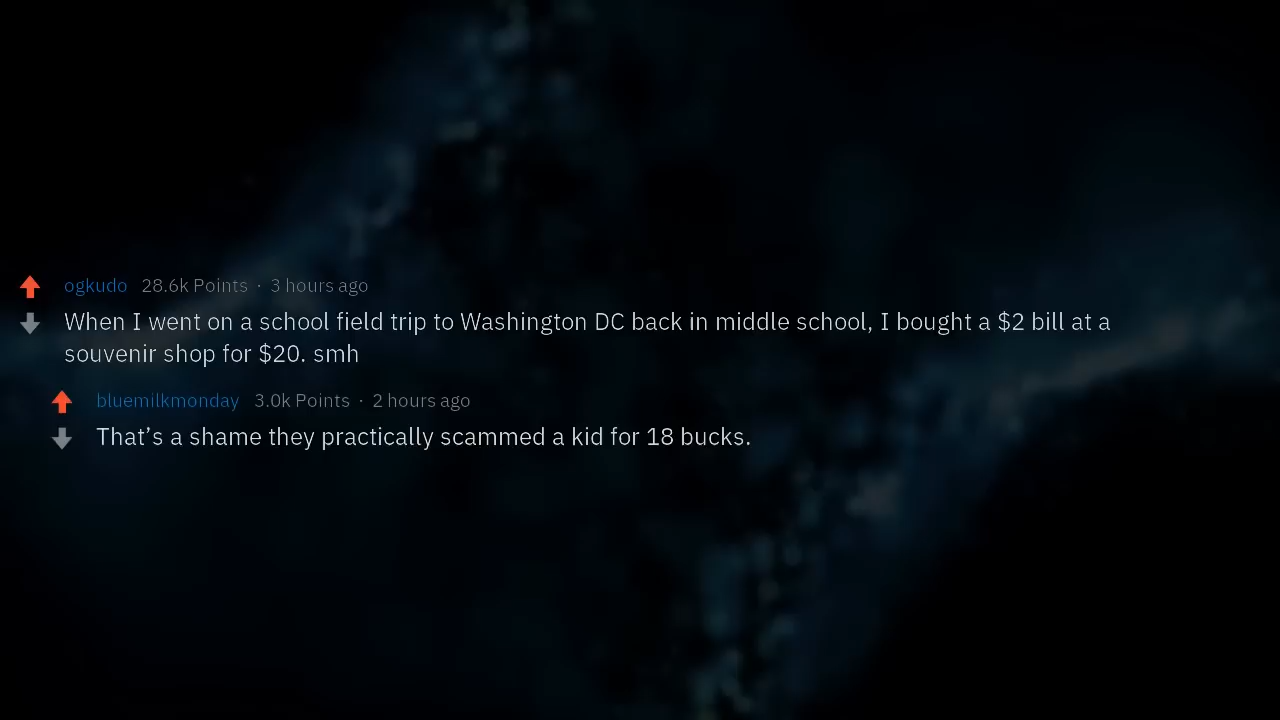 ogkudo 28.6k Points · 3 hours ago
When I went on a school field trip to Washington DC back in middle school, I bought a $2 bill at a
souvenir shop for $20. smh
bluemilkmonday 3.0k Points · 2 hours ago
That’s a shame they practically scammed a kid for 18 bucks.